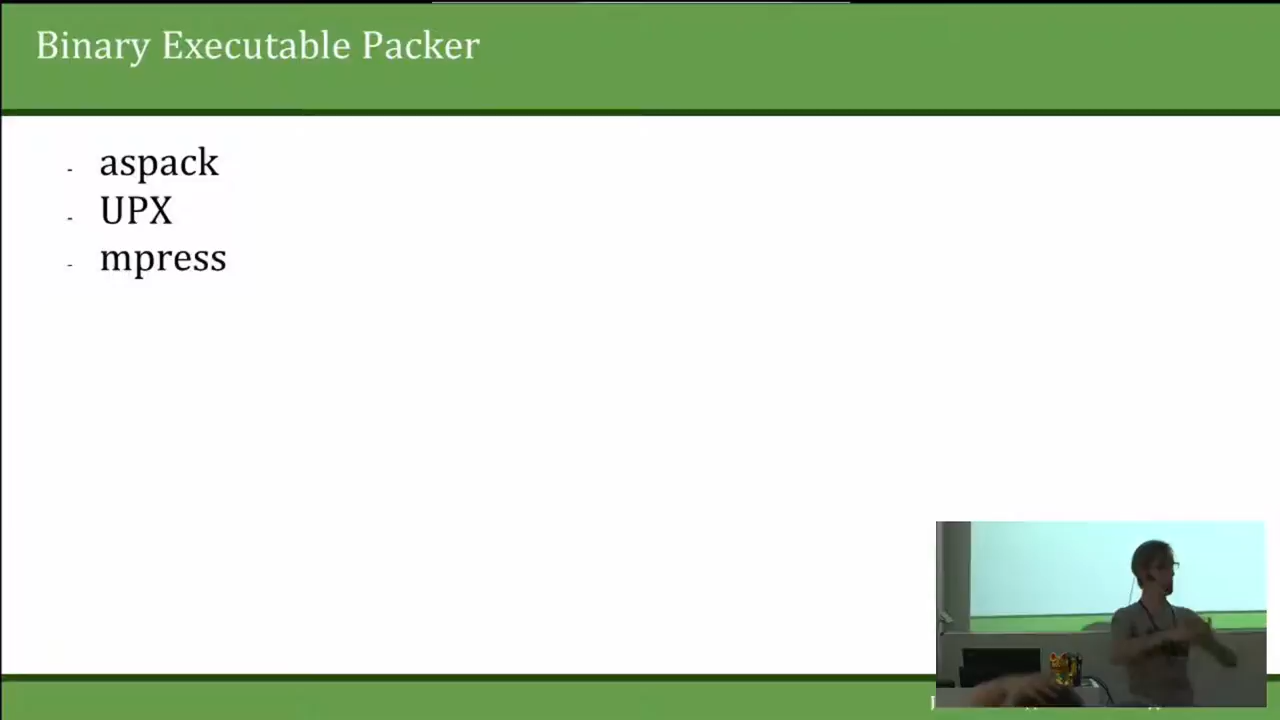 Binary Executable Packer
- aspack
- UPX
- mpress